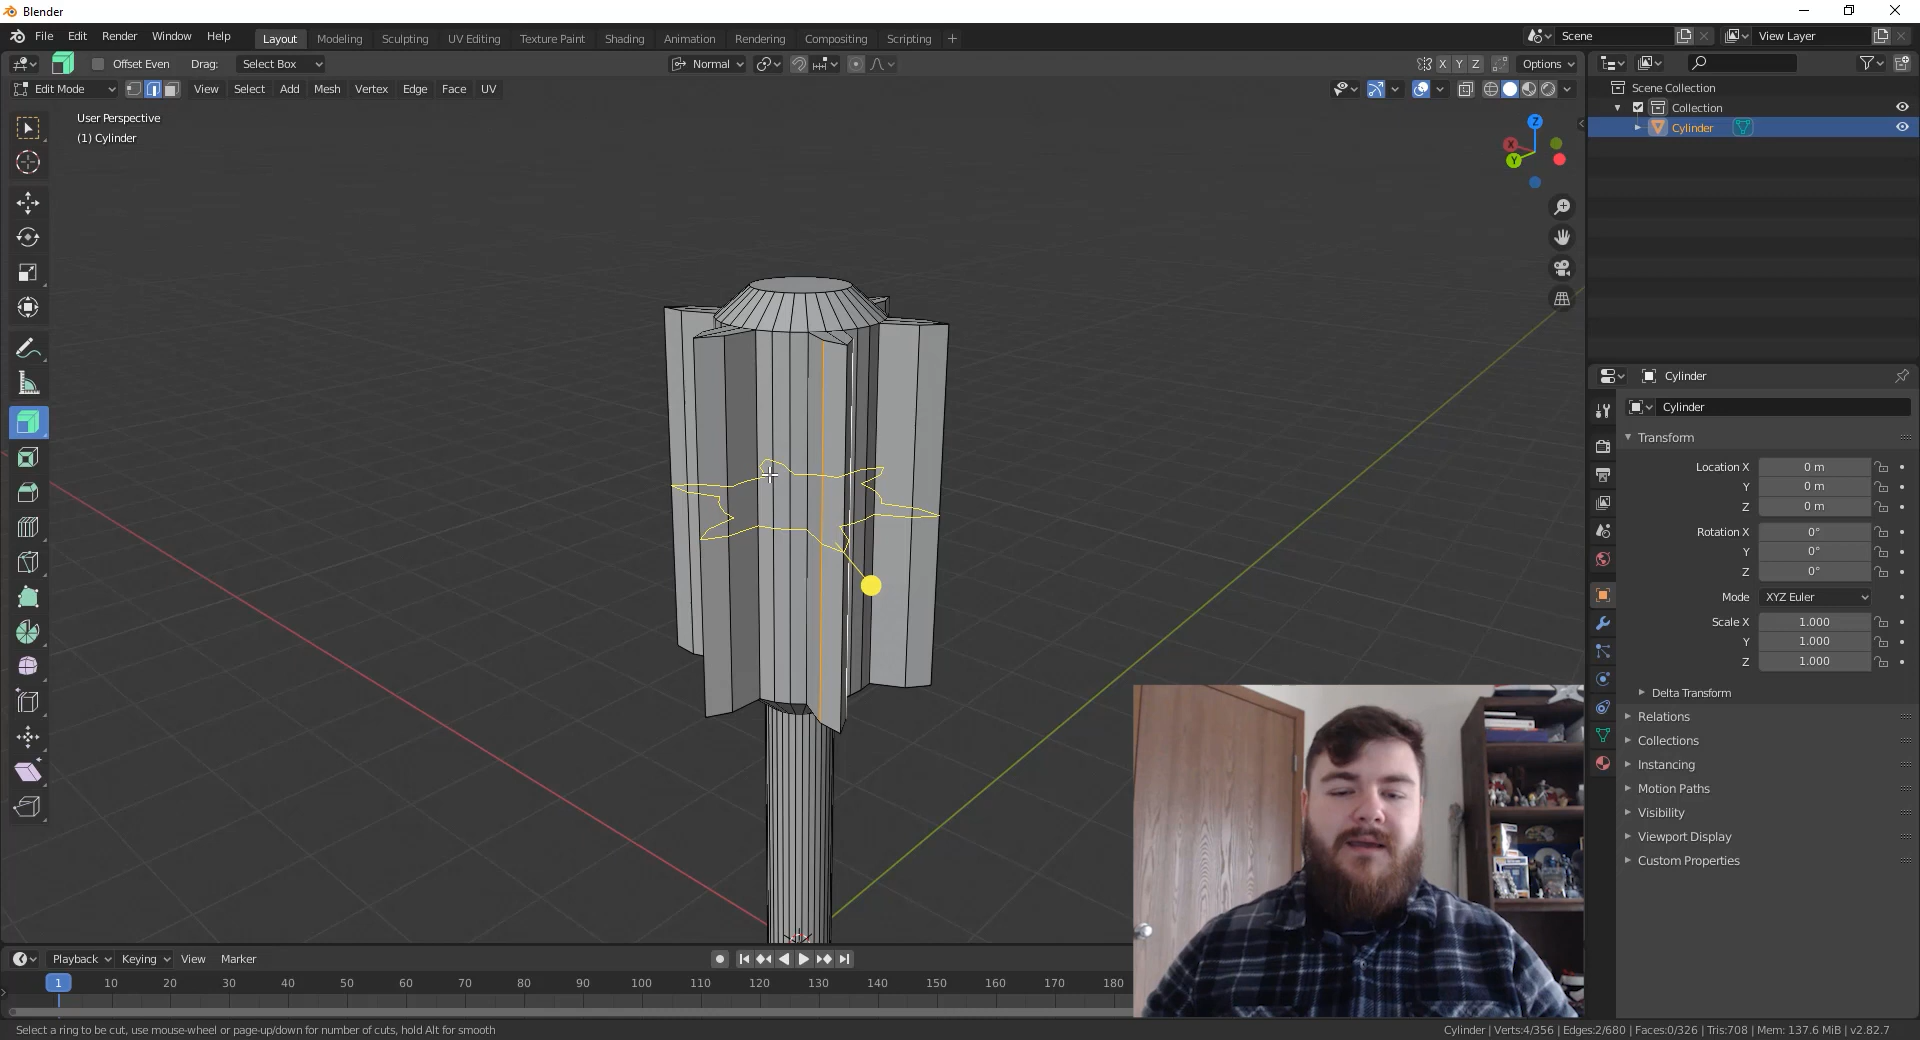 Blender
File Edit Render Window Help
Layout Modeling Sculpting UV Editing Texture Paint Shading Animation Rendering Compositing Scripting +
Scene
View Layer
Offset Even Drag: Select Box
Normal
X Y Z Options
Edit Mode View Select Add Mesh Vertex Edge Face UV
User Perspective
(1) Cylinder
Z
X
Y
Scene Collection
Collection
Cylinder
Cylinder
Cylinder
Transform
Location X 0 m
Y 0 m
Z 0 m
Rotation X 0°
Y 0°
Z 0°
Mode XYZ Euler
Scale X 1.000
Y 1.000
Z 1.000
Delta Transform
Relations
Collections
Instancing
Motion Paths
Visibility
Viewport Display
Custom Properties
Playback Keying View Marker
1 10 20 30 40 50 60 70 80 90 100 110 120 130 140 150 160 170 180
Select a ring to be cut, use mouse-wheel or page-up/down for number of cuts, hold Alt for smooth
Cylinder | Verts:4/356 | Edges:2/680 | Faces:0/326 | Tris:708 | Mem: 137.6 MiB | v2.82.7